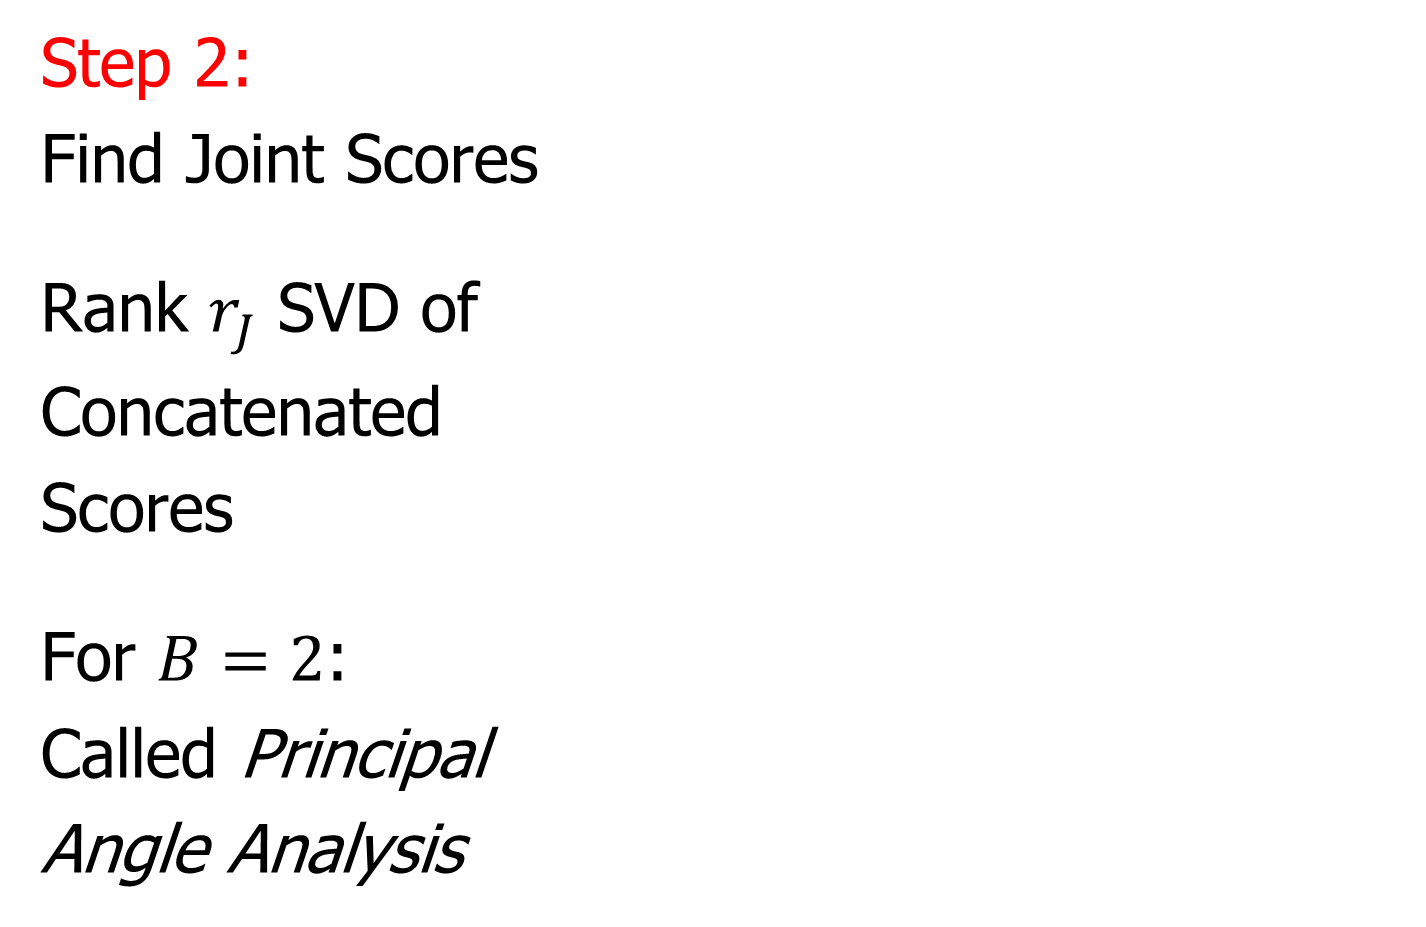 Step 2:
Find Joint Scores
Rank r_J SVD of
Concatenated
Scores
For B = 2:
Called Principal
Angle Analysis